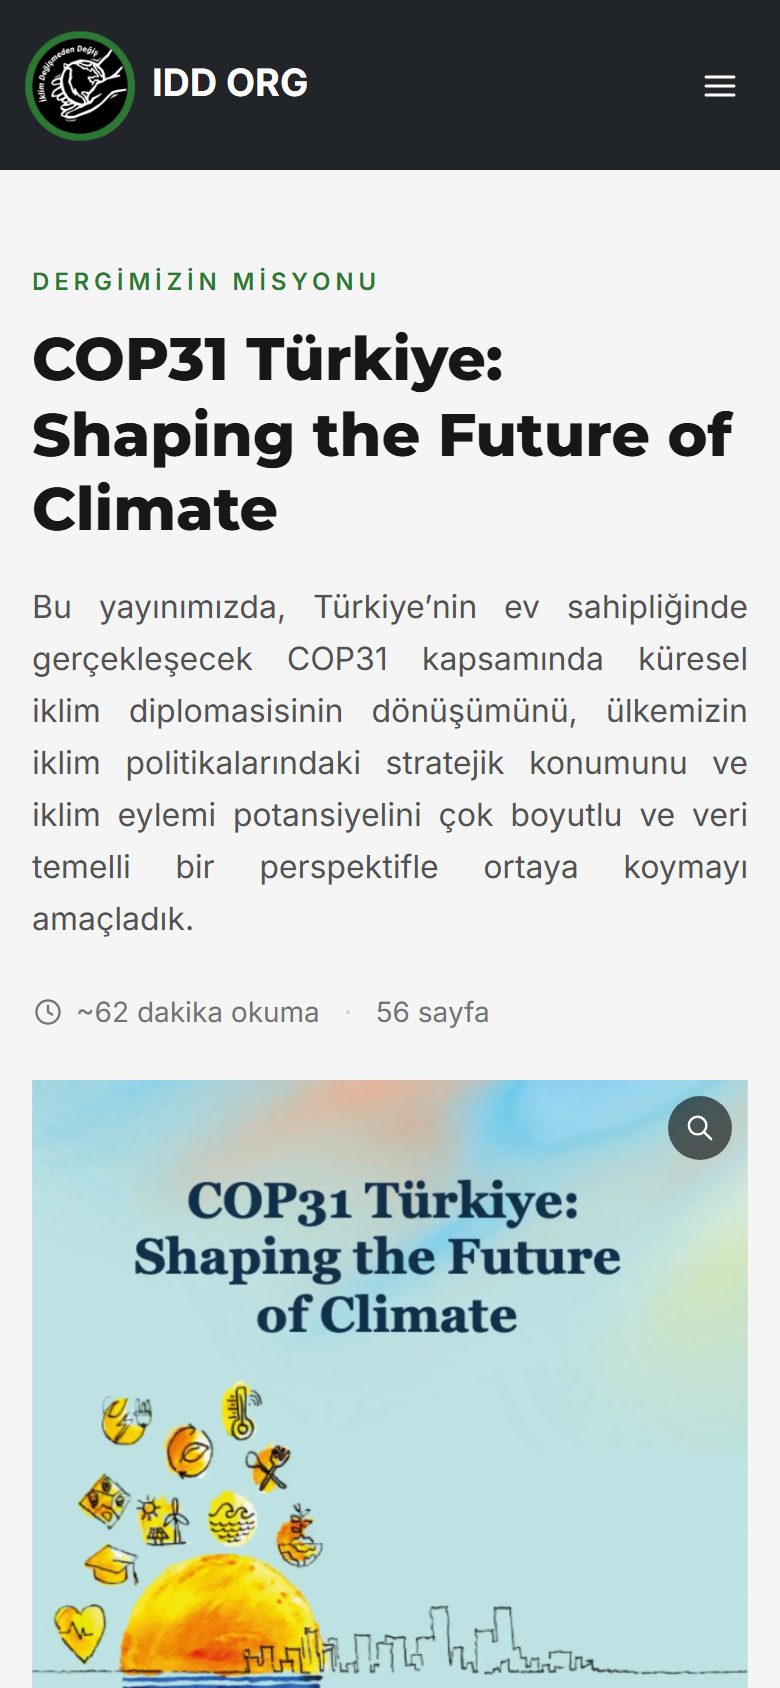 İklim Değişmeden Değiş
IDD ORG
DERGİMİZİN MİSYONU
COP31 Türkiye:
Shaping the Future of
Climate
Bu yayınımızda, Türkiye’nin ev sahipliğinde
gerçekleşecek COP31 kapsamında küresel
iklim diplomasisinin dönüşümünü, ülkemizin
iklim politikalarındaki stratejik konumunu ve
iklim eylemi potansiyelini çok boyutlu ve veri
temelli bir perspektifle ortaya koymayı
amaçladık.
~62 dakika okuma · 56 sayfa
COP31 Türkiye:
Shaping the Future
of Climate